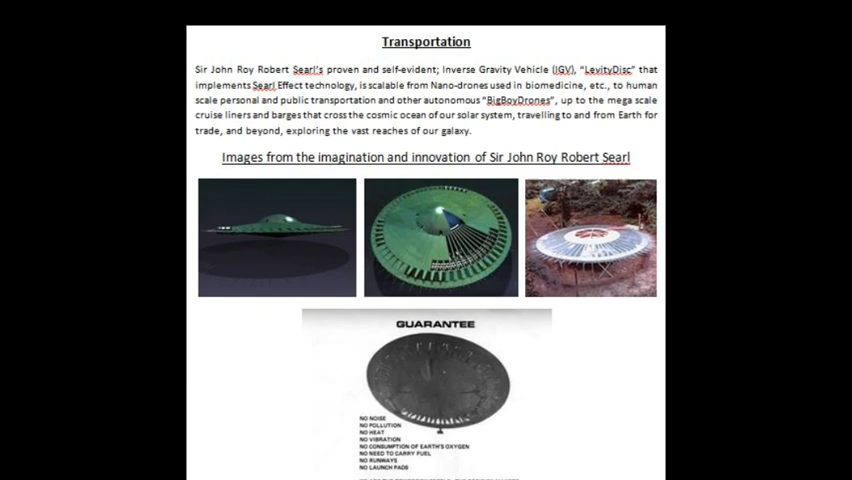 Transportation
Sir John Roy Robert Searl's proven and self-evident; Inverse Gravity Vehicle (IGV), "LevityDisc" that
implements Searl Effect technology, is scalable from Nano-drones used in biomedicine, etc., to human
scale personal and public transportation and other autonomous "BigBoyDrones", up to the mega scale
cruise liners and barges that cross the cosmic ocean of our solar system, travelling to and from Earth for
trade, and beyond, exploring the vast reaches of our galaxy.
Images from the imagination and innovation of Sir John Roy Robert Searl
GUARANTEE
NO NOISE
NO POLLUTION
NO HEAT
NO VIBRATION
NO CONSUMPTION OF EARTH'S OXYGEN
NO NEED TO CARRY FUEL
NO RUNWAYS
NO LAUNCH PADS